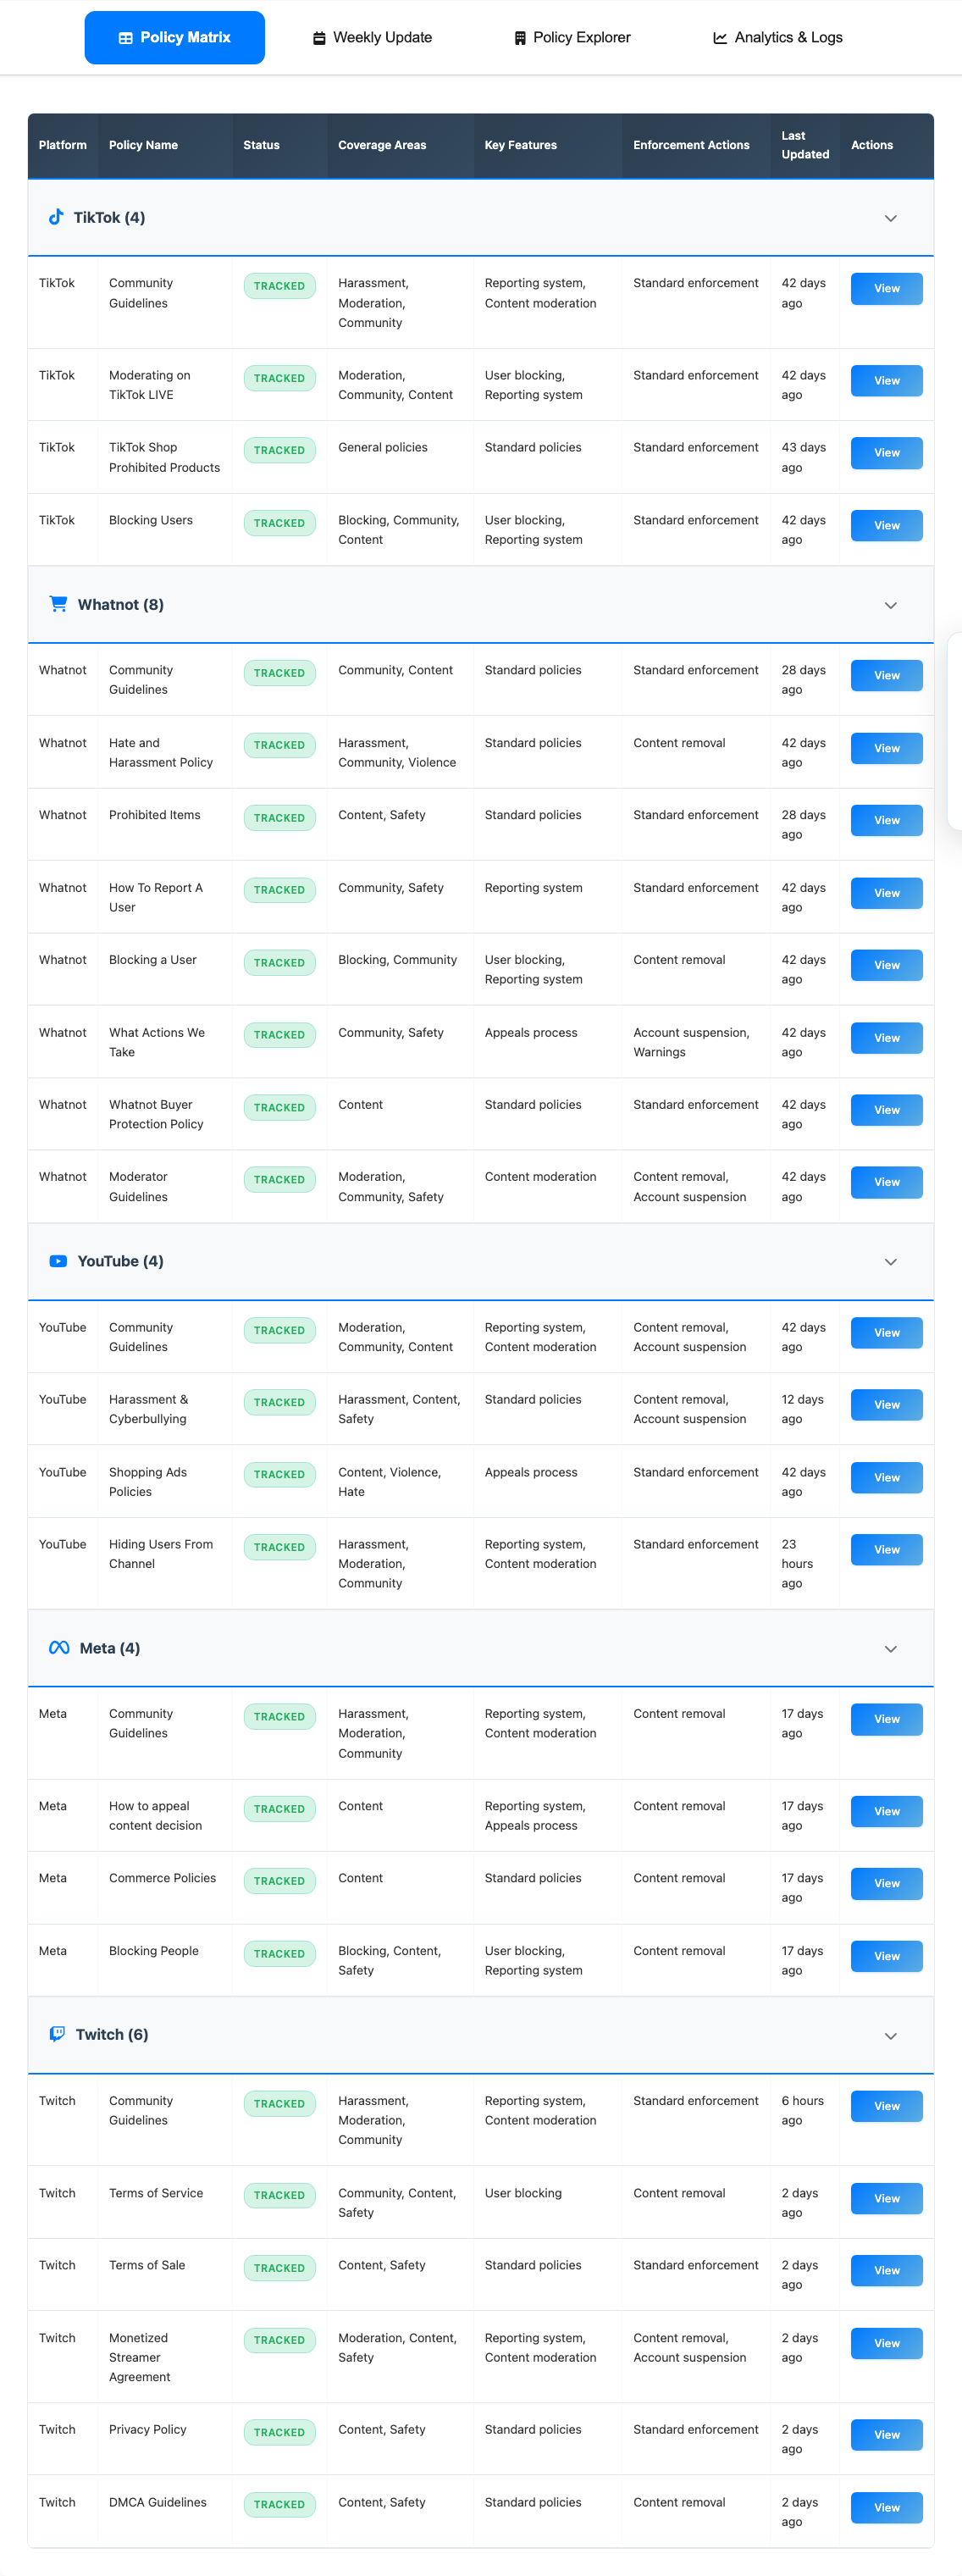 Policy Matrix
Weekly Update
Policy Explorer
Analytics & Logs
Platform
Policy Name
Status
Coverage Areas
Key Features
Enforcement Actions
Last
Updated
Actions
TikTok (4)
TikTok
Community
Guidelines
TRACKED
Harassment,
Moderation,
Community
Reporting system,
Content moderation
Standard enforcement
42 days
ago
View
TikTok
Moderating on
TikTok LIVE
TRACKED
Moderation,
Community, Content
User blocking,
Reporting system
Standard enforcement
42 days
ago
View
TikTok
TikTok Shop
Prohibited Products
TRACKED
General policies
Standard policies
Standard enforcement
43 days
ago
View
TikTok
Blocking Users
TRACKED
Blocking, Community,
Content
User blocking,
Reporting system
Standard enforcement
42 days
ago
View
Whatnot (8)
Whatnot
Community
Guidelines
TRACKED
Community, Content
Standard policies
Standard enforcement
28 days
ago
View
Whatnot
Hate and
Harassment Policy
TRACKED
Harassment,
Community, Violence
Standard policies
Content removal
42 days
ago
View
Whatnot
Prohibited Items
TRACKED
Content, Safety
Standard policies
Standard enforcement
28 days
ago
View
Whatnot
How To Report A
User
TRACKED
Community, Safety
Reporting system
Standard enforcement
42 days
ago
View
Whatnot
Blocking a User
TRACKED
Blocking, Community
User blocking,
Reporting system
Content removal
42 days
ago
View
Whatnot
What Actions We
Take
TRACKED
Community, Safety
Appeals process
Account suspension,
Warnings
42 days
ago
View
Whatnot
Whatnot Buyer
Protection Policy
TRACKED
Content
Standard policies
Standard enforcement
42 days
ago
View
Whatnot
Moderator
Guidelines
TRACKED
Moderation,
Community, Safety
Content moderation
Content removal,
Account suspension
42 days
ago
View
YouTube (4)
YouTube
Community
Guidelines
TRACKED
Moderation,
Community, Content
Reporting system,
Content moderation
Content removal,
Account suspension
42 days
ago
View
YouTube
Harassment &
Cyberbullying
TRACKED
Harassment, Content,
Safety
Standard policies
Content removal,
Account suspension
12 days
ago
View
YouTube
Shopping Ads
Policies
TRACKED
Content, Violence,
Hate
Appeals process
Standard enforcement
42 days
ago
View
YouTube
Hiding Users From
Channel
TRACKED
Harassment,
Moderation,
Community
Reporting system,
Content moderation
Standard enforcement
23
hours
ago
View
Meta (4)
Meta
Community
Guidelines
TRACKED
Harassment,
Moderation,
Community
Reporting system,
Content moderation
Content removal
17 days
ago
View
Meta
How to appeal
content decision
TRACKED
Content
Reporting system,
Appeals process
Content removal
17 days
ago
View
Meta
Commerce Policies
TRACKED
Content
Standard policies
Content removal
17 days
ago
View
Meta
Blocking People
TRACKED
Blocking, Content,
Safety
User blocking,
Reporting system
Content removal
17 days
ago
View
Twitch (6)
Twitch
Community
Guidelines
TRACKED
Harassment,
Moderation,
Community
Reporting system,
Content moderation
Standard enforcement
6 hours
ago
View
Twitch
Terms of Service
TRACKED
Community, Content,
Safety
User blocking
Content removal
2 days
ago
View
Twitch
Terms of Sale
TRACKED
Content, Safety
Standard policies
Standard enforcement
2 days
ago
View
Twitch
Monetized
Streamer
Agreement
TRACKED
Moderation, Content,
Safety
Reporting system,
Content moderation
Content removal,
Account suspension
2 days
ago
View
Twitch
Privacy Policy
TRACKED
Content, Safety
Standard policies
Standard enforcement
2 days
ago
View
Twitch
DMCA Guidelines
TRACKED
Content, Safety
Standard policies
Content removal
2 days
ago
View